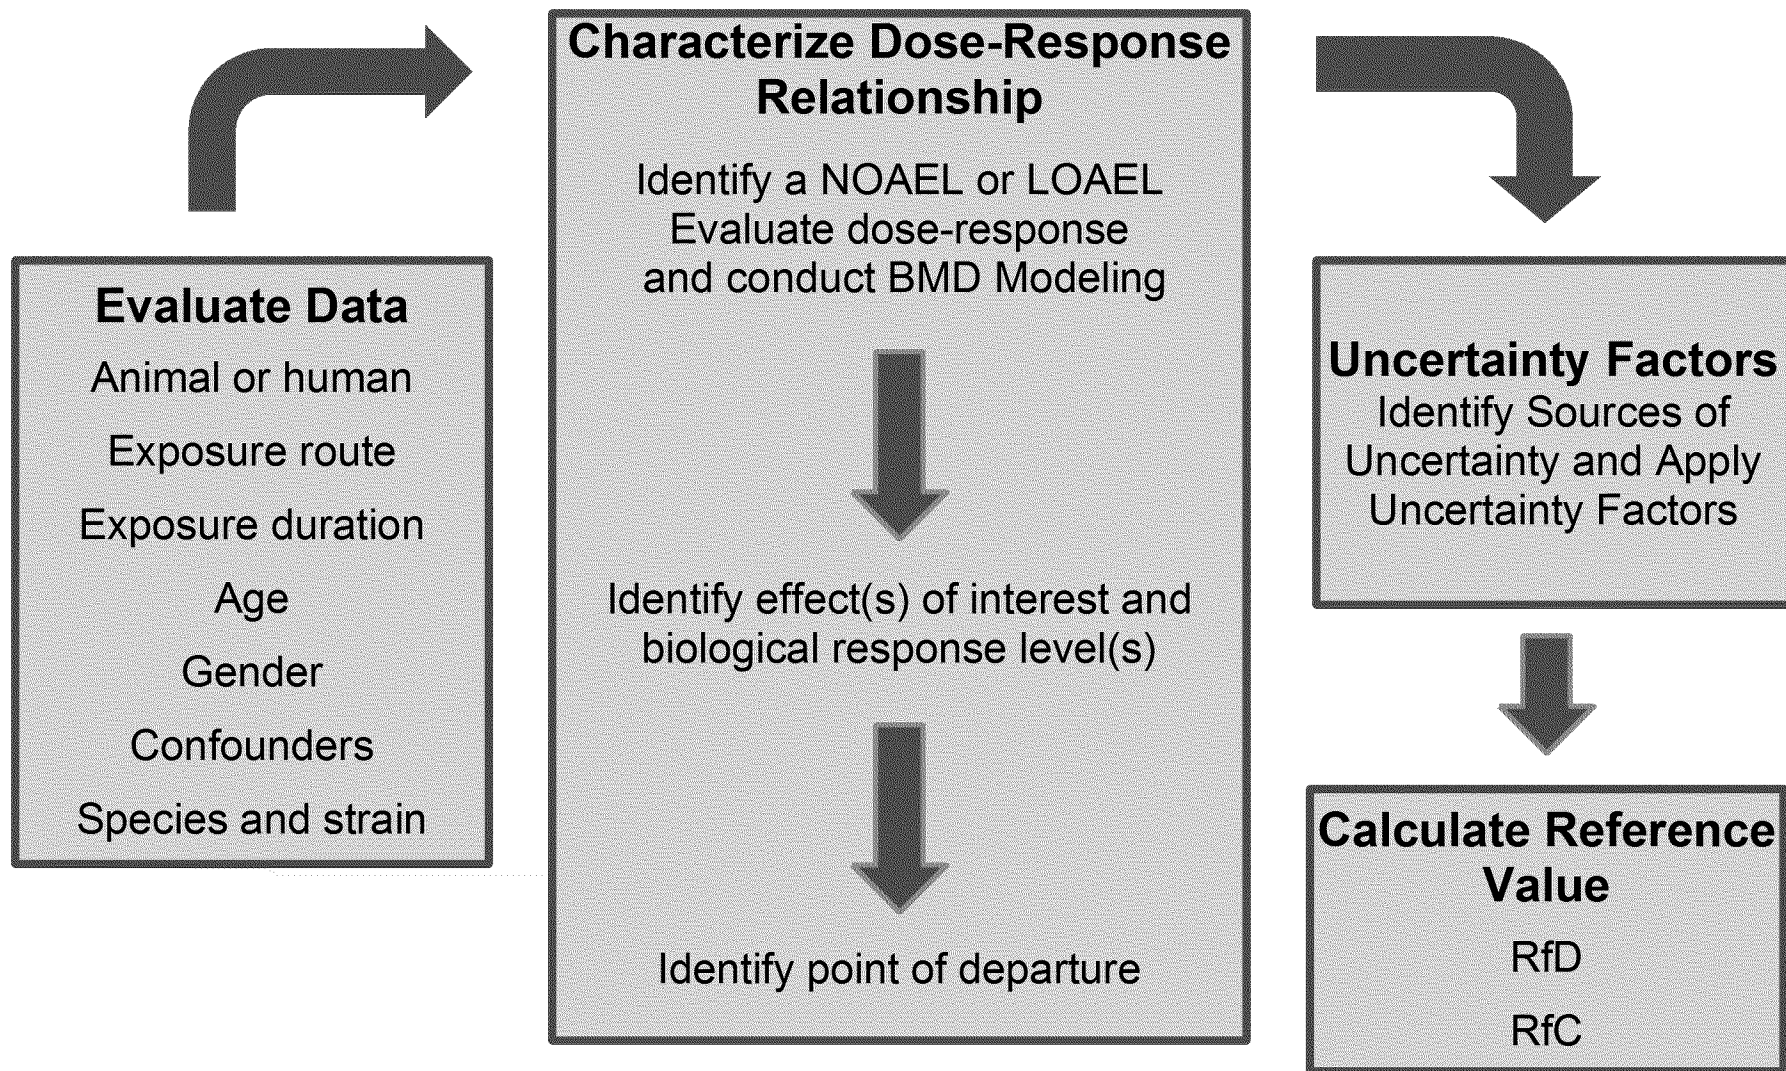 Evaluate Data
Animal or human
Exposure route
Exposure duration
Age
Gender
Confounders
Species and strain
Characterize Dose-Response
Relationship
Identify a NOAEL or LOAEL
Evaluate dose-response
and conduct BMD Modeling
Identify effect(s) of interest and
biological response level(s)
Identify point of departure
Uncertainty Factors
Identify Sources of
Uncertainty and Apply
Uncertainty Factors
Calculate Reference
Value
RfD
RfC